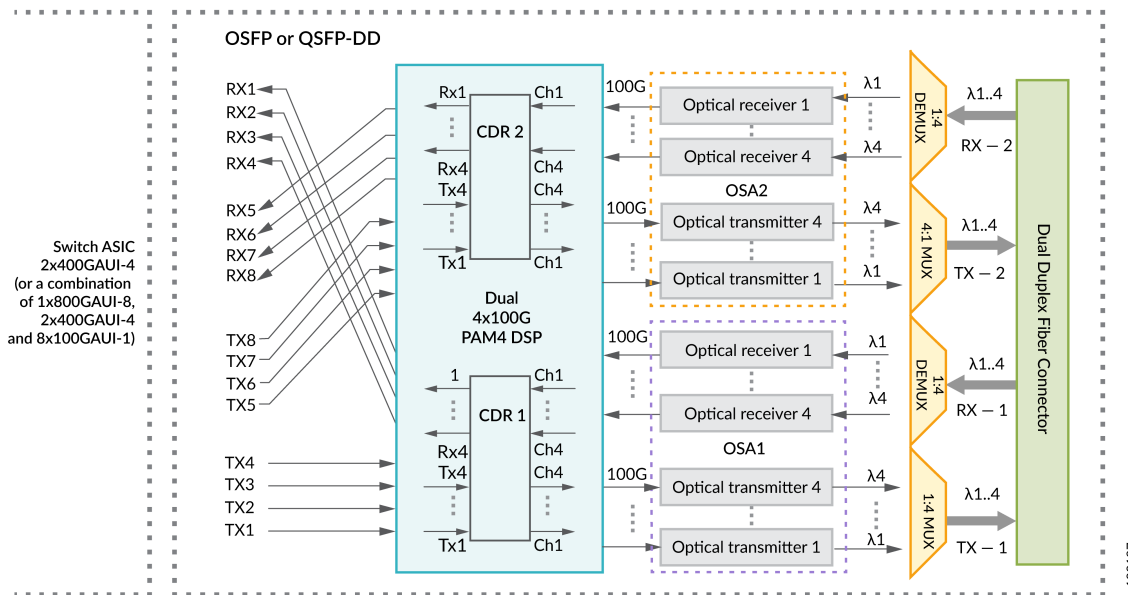 OSFP or QSFP-DD
Switch ASIC
2x400GAUI-4
(or a combination
of 1x800GAUI-8,
2x400GAUI-4
and 8x100GAUI-1)
RX1
RX2
RX3
RX4
RX5
RX6
RX7
RX8
TX8
TX7
TX6
TX5
TX4
TX3
TX2
TX1
Rx1
Ch1
CDR 2
Rx4
Ch4
Tx4
Ch4
Tx1
Ch1
Dual
4x100G
PAM4 DSP
1
Ch1
CDR 1
Rx4
Ch4
Tx4
Ch4
Tx1
Ch1
100G
100G
100G
100G
Optical receiver 1
Optical receiver 4
OSA2
Optical transmitter 4
Optical transmitter 1
Optical receiver 1
Optical receiver 4
OSA1
Optical transmitter 4
Optical transmitter 1
λ1
λ4
λ4
λ1
λ1
λ4
λ4
λ1
1:4
DEMUX
4:1 MUX
1:4
DEMUX
1:4 MUX
λ1..4
RX − 2
λ1..4
TX − 2
λ1..4
RX − 1
λ1..4
TX − 1
Dual Duplex Fiber Connector